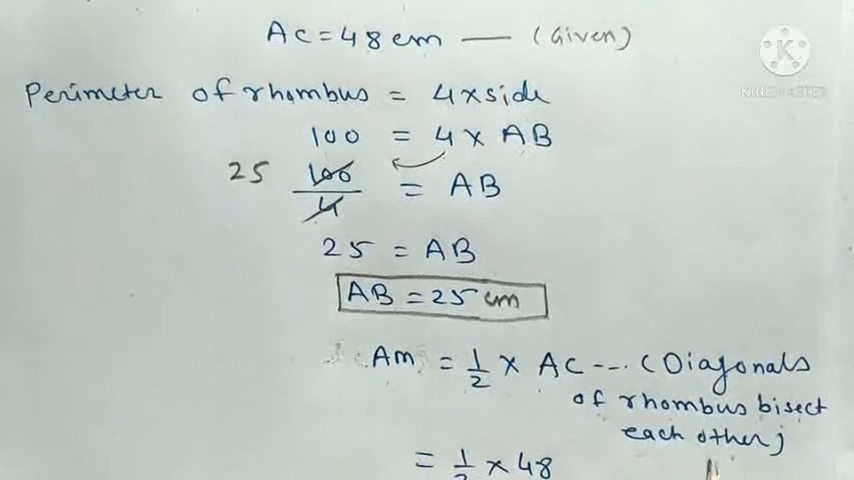 AC = 48 cm — (Given)
Perimeter of rhombus = 4 x side
100 = 4 x AB
25 100/4 = AB
25 = AB
AB = 25 cm
AM = 1/2 x AC --- (Diagonals
of rhombus bisect
each other)
= 1/2 x 48
KINEMASTER